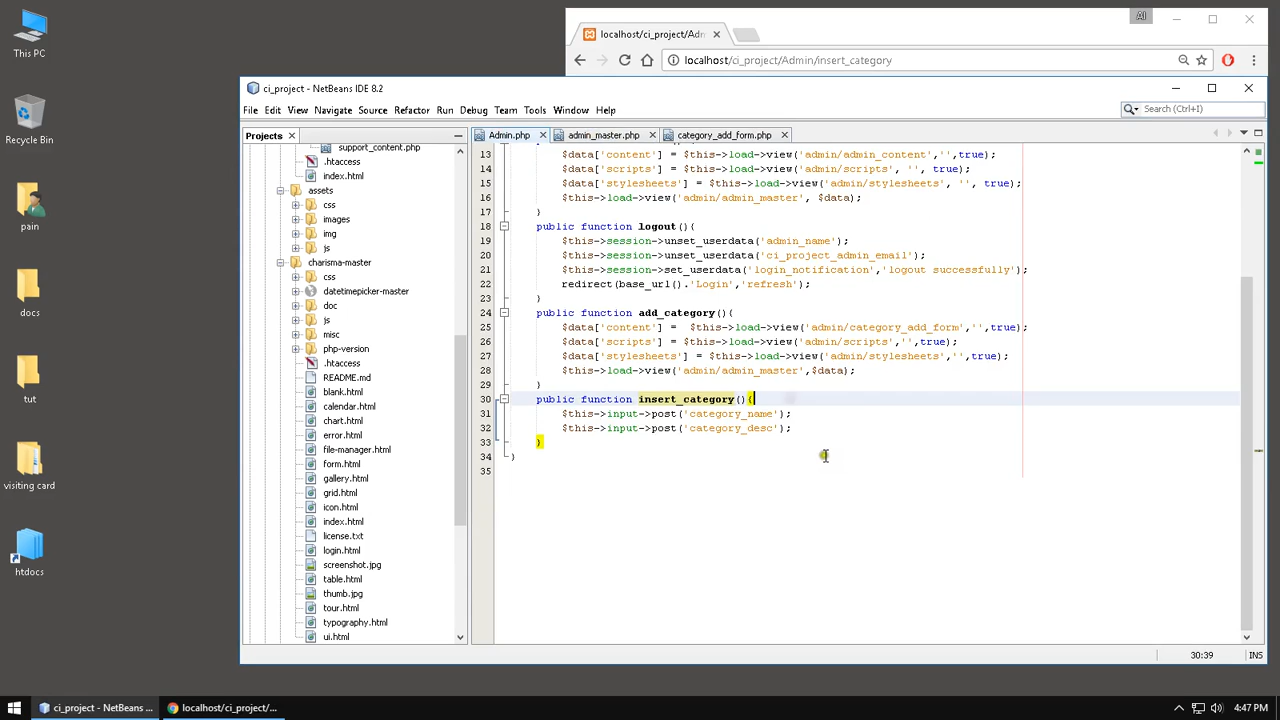 This PC
Recycle Bin
pain
docs
tut
visiting card
htdocs
AI
localhost/ci_project/Adm
localhost/ci_project/Admin/insert_category
ci_project - NetBeans IDE 8.2
File Edit View Navigate Source Refactor Run Debug Team Tools Window Help
Search (Ctrl+I)
Projects
Admin.php
admin_master.php
category_add_form.php
support_content.php
.htaccess
index.html
assets
css
images
img
js
charisma-master
css
datetimepicker-master
doc
js
misc
php-version
.htaccess
README.md
blank.html
calendar.html
chart.html
error.html
file-manager.html
form.html
gallery.html
grid.html
icon.html
index.html
license.txt
login.html
screenshot.jpg
table.html
thumb.jpg
tour.html
typography.html
ui.html
13 $data['content'] = $this->load->view('admin/admin_content','',true);
14 $data['scripts'] = $this->load->view('admin/scripts', '', true);
15 $data['stylesheets'] = $this->load->view('admin/stylesheets', '', true);
16 $this->load->view('admin/admin_master', $data);
17 }
18 public function logout(){
19 $this->session->unset_userdata('admin_name');
20 $this->session->unset_userdata('ci_project_admin_email');
21 $this->session->set_userdata('login_notification','logout successfully');
22 redirect(base_url().'Login','refresh');
23 }
24 public function add_category(){
25 $data['content'] =  $this->load->view('admin/category_add_form','',true);
26 $data['scripts'] = $this->load->view('admin/scripts','',true);
27 $data['stylesheets'] = $this->load->view('admin/stylesheets','',true);
28 $this->load->view('admin/admin_master',$data);
29 }
30 public function insert_category(){
31 $this->input->post('category_name');
32 $this->input->post('category_desc');
33 }
34 }
35
30:39 INS
ci_project - NetBeans ...
localhost/ci_project/...
4:47 PM